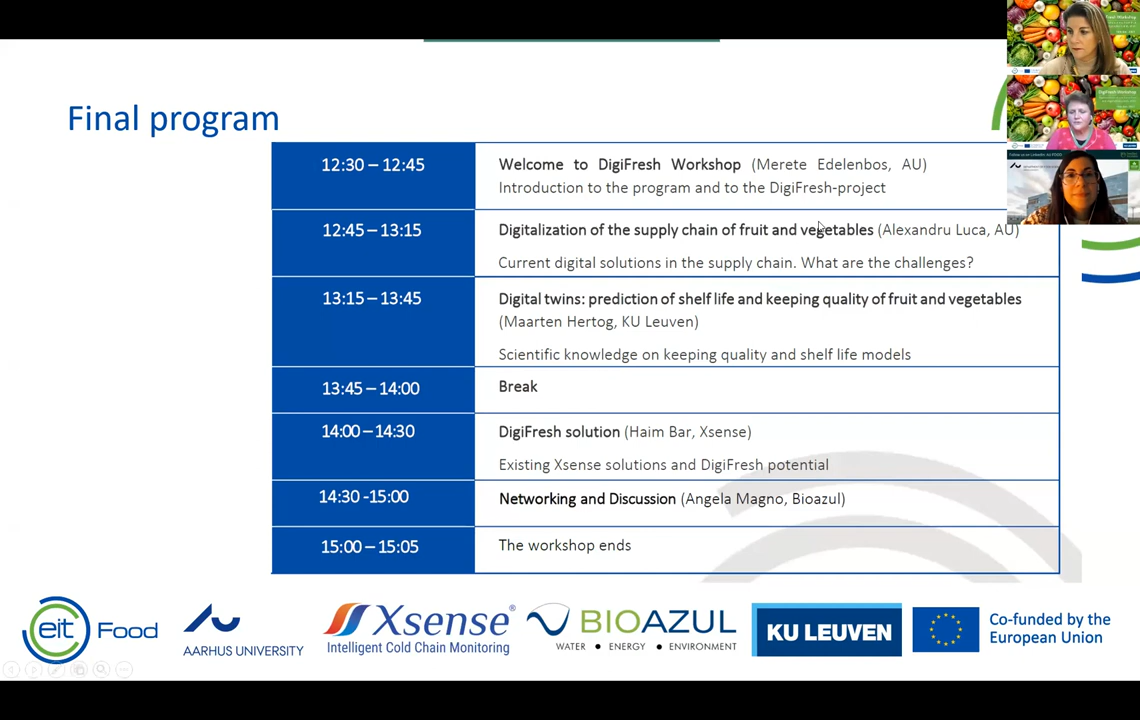 Final program
12:30 – 12:45
Welcome to DigiFresh Workshop (Merete Edelenbos, AU)
Introduction to the program and to the DigiFresh-project
12:45 – 13:15
Digitalization of the supply chain of fruit and vegetables (Alexandru Luca, AU)
Current digital solutions in the supply chain. What are the challenges?
13:15 – 13:45
Digital twins: prediction of shelf life and keeping quality of fruit and vegetables
(Maarten Hertog, KU Leuven)
Scientific knowledge on keeping quality and shelf life models
13:45 – 14:00
Break
14:00 – 14:30
DigiFresh solution (Haim Bar, Xsense)
Existing Xsense solutions and DigiFresh potential
14:30 -15:00
Networking and Discussion (Angela Magno, Bioazul)
15:00 – 15:05
The workshop ends
eit Food
AARHUS UNIVERSITY
Xsense®
Intelligent Cold Chain Monitoring
BIOAZUL
WATER • ENERGY • ENVIRONMENT
KU LEUVEN
Co-funded by the
European Union
DigiFresh Workshop